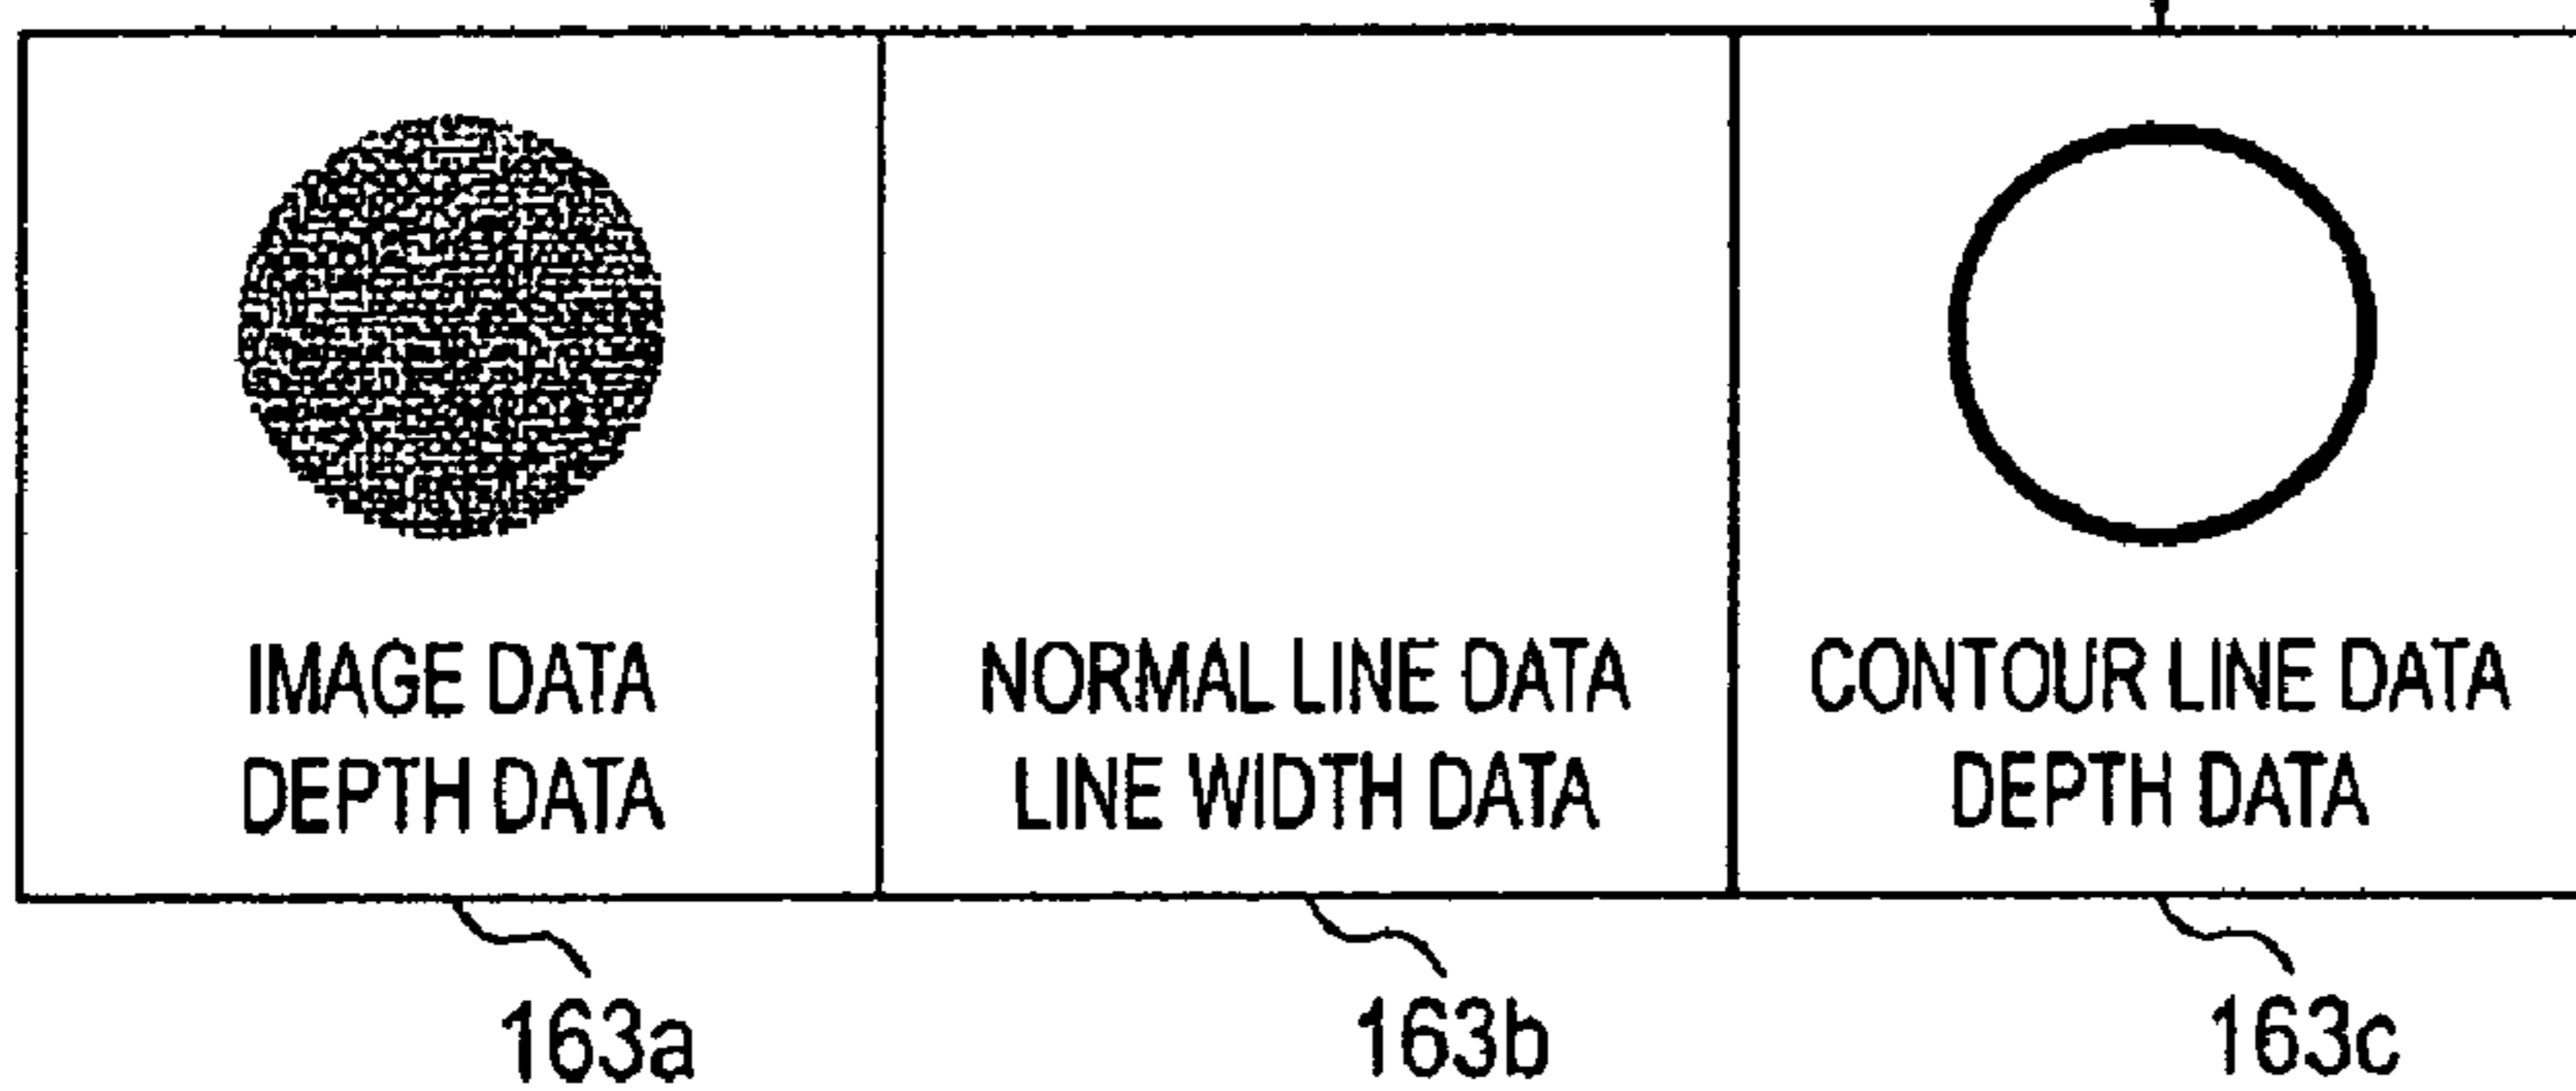 IMAGE DATA
DEPTH DATA
NORMAL LINE DATA
LINE WIDTH DATA
CONTOUR LINE DATA
DEPTH DATA
163a
163b
163c